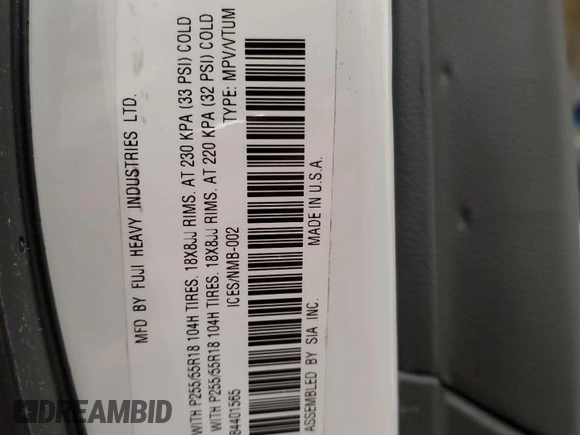 MFD BY FUJI HEAVY INDUSTRIES LTD.
WITH P255/55R18 104H TIRES. 18X8JJ RIMS. AT 230 KPA (33 PSI) COLD
WITH P255/55R18 104H TIRES. 18X8JJ RIMS. AT 220 KPA (32 PSI) COLD
ICES/NMB-002 TYPE: MPV/VTUM
84401565
ASSEMBLED BY SIA INC. MADE IN U.S.A.
DREAMBID